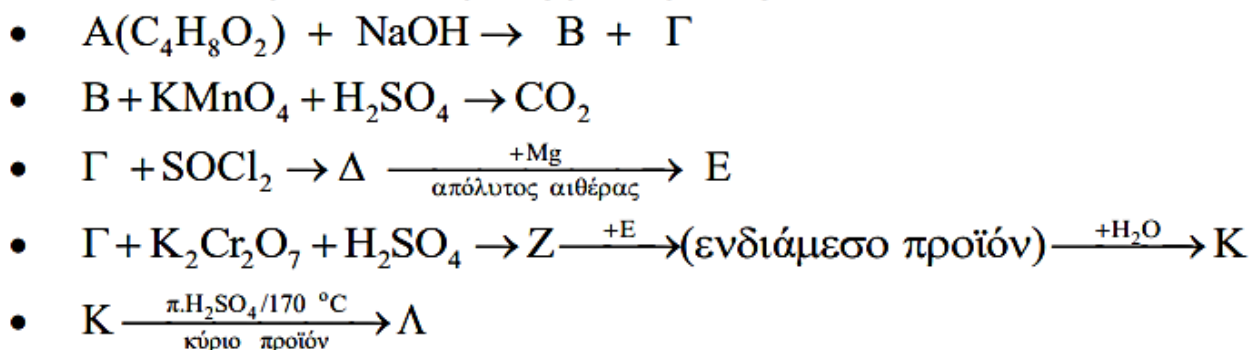 • A(C₄H₈O₂) + NaOH → B + Γ
• B + KMnO₄ + H₂SO₄ → CO₂
• Γ + SOCl₂ → Δ +Mg απόλυτος αιθέρας → E
• Γ + K₂Cr₂O₇ + H₂SO₄ → Z +E → (ενδιάμεσο προϊόν) +H₂O → K
• K π.H₂SO₄/170 °C κύριο προϊόν → Λ